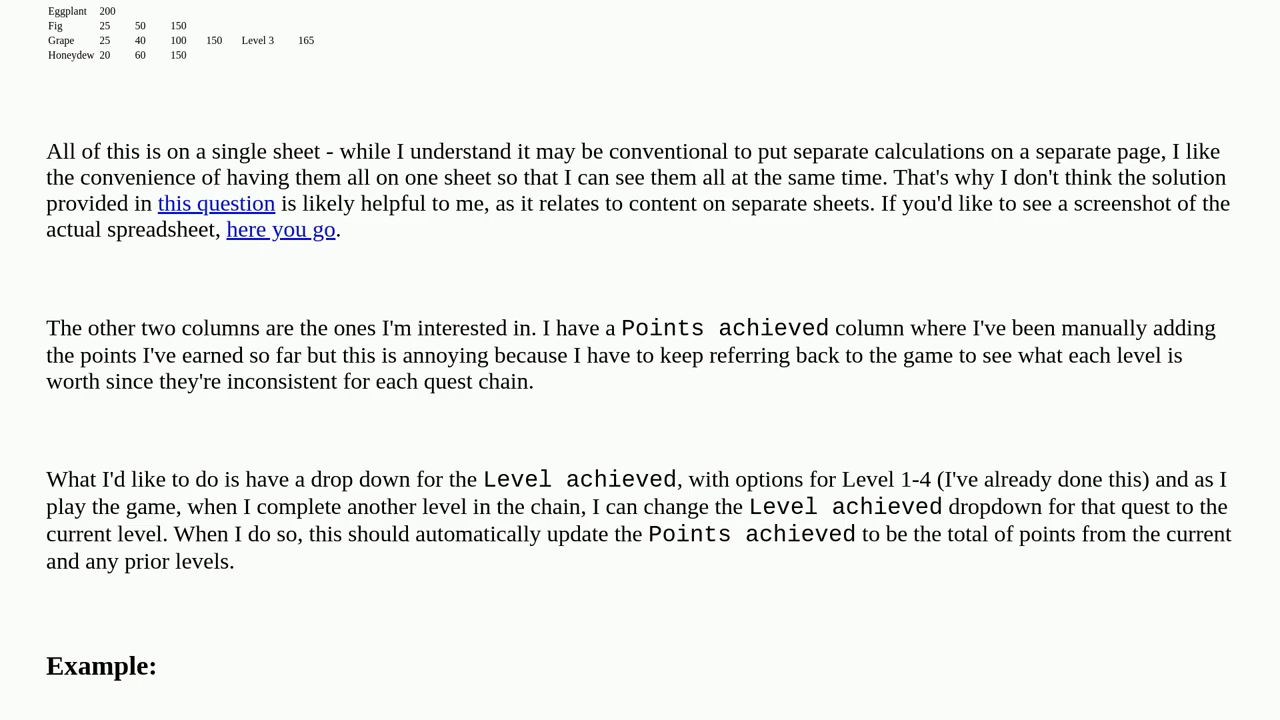 Eggplant 200
Fig 25 50 150
Grape 25 40 100 150 Level 3 165
Honeydew 20 60 150
All of this is on a single sheet - while I understand it may be conventional to put separate calculations on a separate page, I like
the convenience of having them all on one sheet so that I can see them all at the same time. That's why I don't think the solution
provided in this question is likely helpful to me, as it relates to content on separate sheets. If you'd like to see a screenshot of the
actual spreadsheet, here you go.
The other two columns are the ones I'm interested in. I have a Points achieved column where I've been manually adding
the points I've earned so far but this is annoying because I have to keep referring back to the game to see what each level is
worth since they're inconsistent for each quest chain.
What I'd like to do is have a drop down for the Level achieved, with options for Level 1-4 (I've already done this) and as I
play the game, when I complete another level in the chain, I can change the Level achieved dropdown for that quest to the
current level. When I do so, this should automatically update the Points achieved to be the total of points from the current
and any prior levels.
Example: